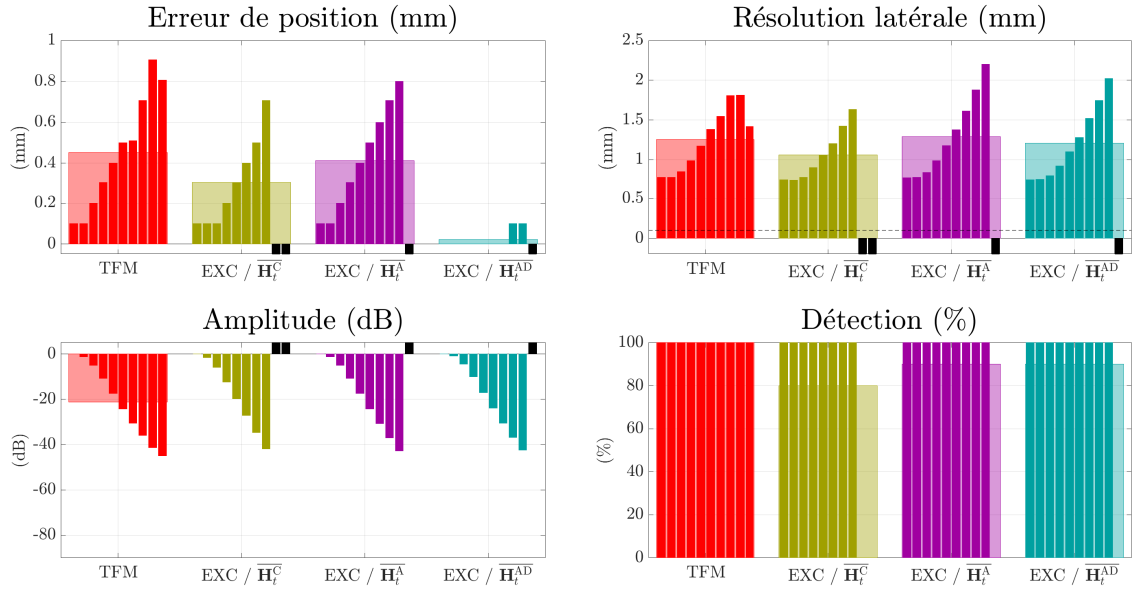 Erreur de position (mm)
1
0.8
0.6
0.4
0.2
0
(mm)
TFM
EXC / H̅ₜᶜ
EXC / H̅ₜᴬ
EXC / H̅ₜᴬᴰ
Résolution latérale (mm)
2.5
2
1.5
1
0.5
0
(mm)
TFM
EXC / H̅ₜᶜ
EXC / H̅ₜᴬ
EXC / H̅ₜᴬᴰ
Amplitude (dB)
0
-20
-40
-60
-80
(dB)
TFM
EXC / H̅ₜᶜ
EXC / H̅ₜᴬ
EXC / H̅ₜᴬᴰ
Détection (%)
100
80
60
40
20
0
(%)
TFM
EXC / H̅ₜᶜ
EXC / H̅ₜᴬ
EXC / H̅ₜᴬᴰ